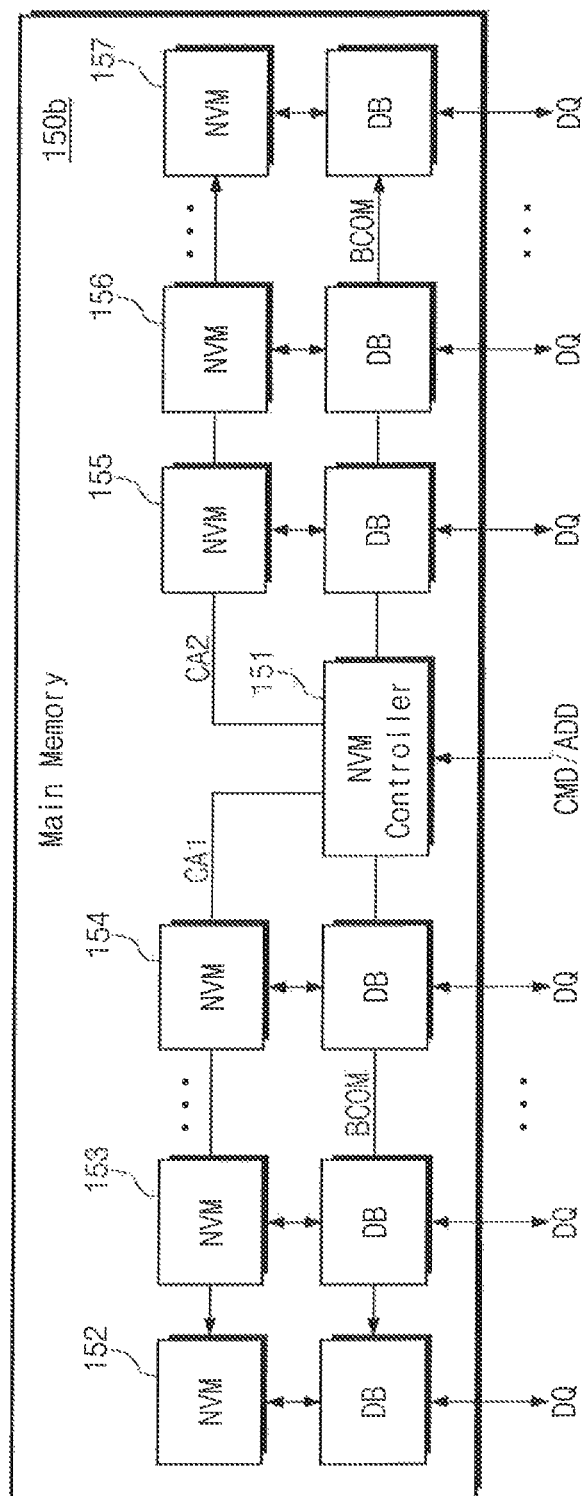 Main Memory
150b
152
153
154
151
155
156
157
NVM
NVM
...
NVM
CA1
CA2
NVM
NVM
...
NVM
DB
DB
BCOM
DB
NVM
Controller
DB
DB
BCOM
DB
DQ
DQ
...
DQ
CMD/ADD
DQ
DQ
...
DQ